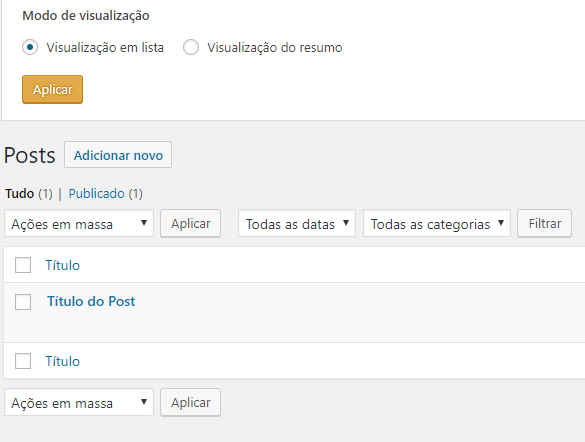 Modo de visualização
Visualização em lista Visualização do resumo
Aplicar
Posts Adicionar novo
Tudo (1) | Publicado (1)
Ações em massa Aplicar Todas as datas Todas as categorias Filtrar
Título
Título do Post
Título
Ações em massa Aplicar